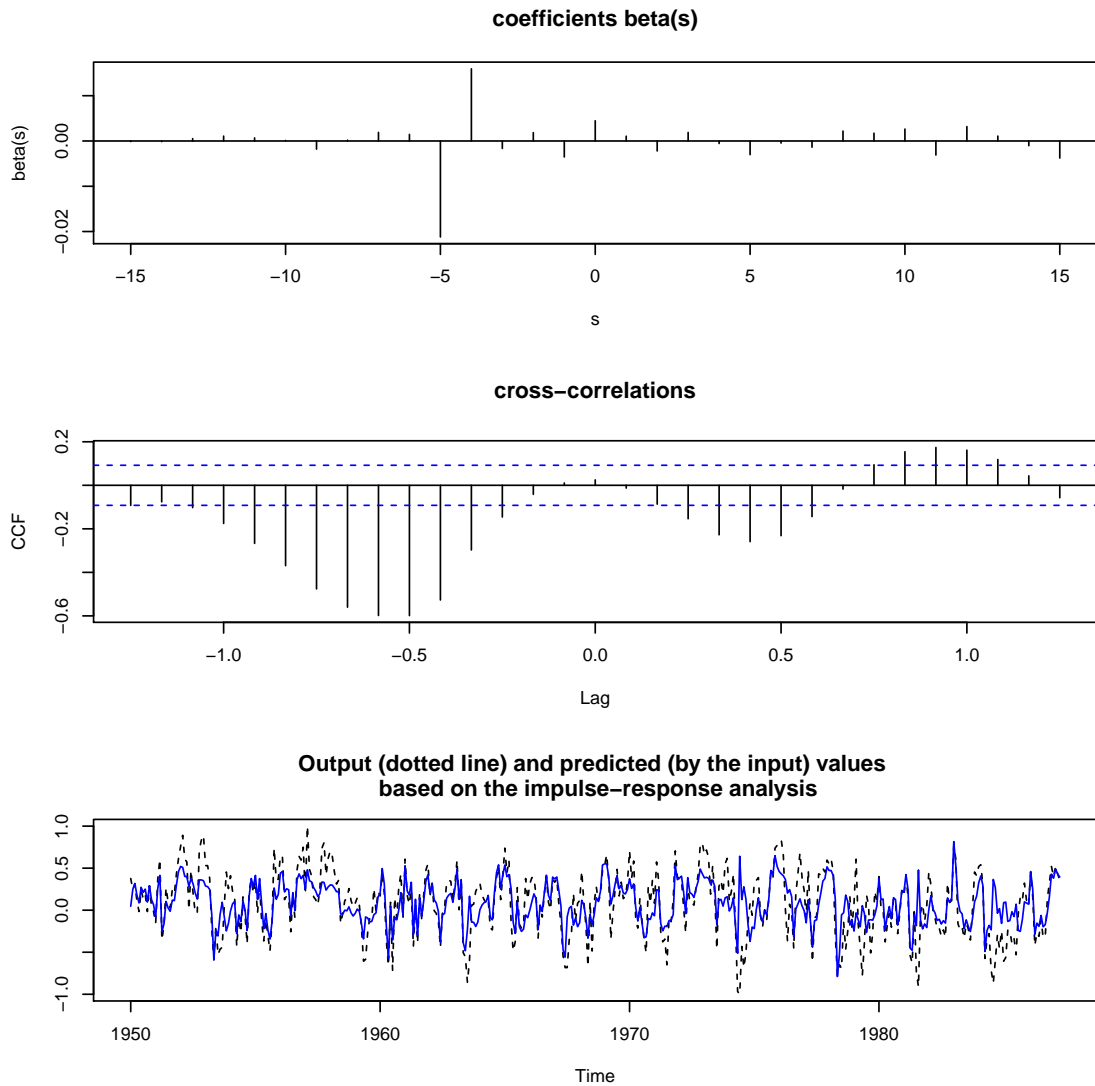 coefficients beta(s)
beta(s)
0.00
−0.02
−15
−10
−5
0
5
10
15
s
cross−correlations
CCF
0.2
−0.2
−0.6
−1.0
−0.5
0.0
0.5
1.0
Lag
Output (dotted line) and predicted (by the input) values
based on the impulse−response analysis
1.0
0.5
0.0
−1.0
1950
1960
1970
1980
Time